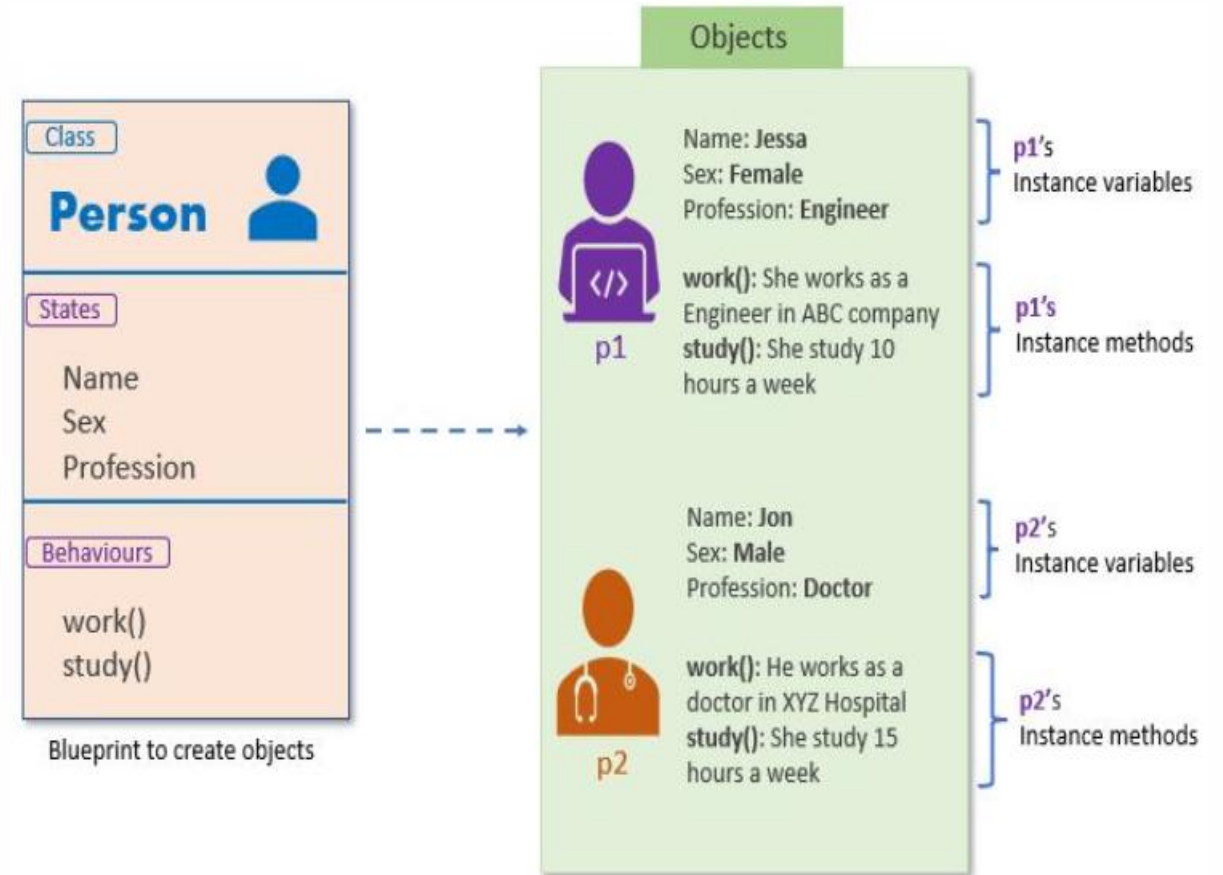 Class
Person
States
Name
Sex
Profession
Behaviours
work()
study()
Blueprint to create objects
Objects
</>
p1
Name: Jessa
Sex: Female
Profession: Engineer
work(): She works as a
Engineer in ABC company
study(): She study 10
hours a week
p1's
Instance variables
p1's
Instance methods
p2
Name: Jon
Sex: Male
Profession: Doctor
work(): He works as a
doctor in XYZ Hospital
study(): She study 15
hours a week
p2's
Instance variables
p2's
Instance methods